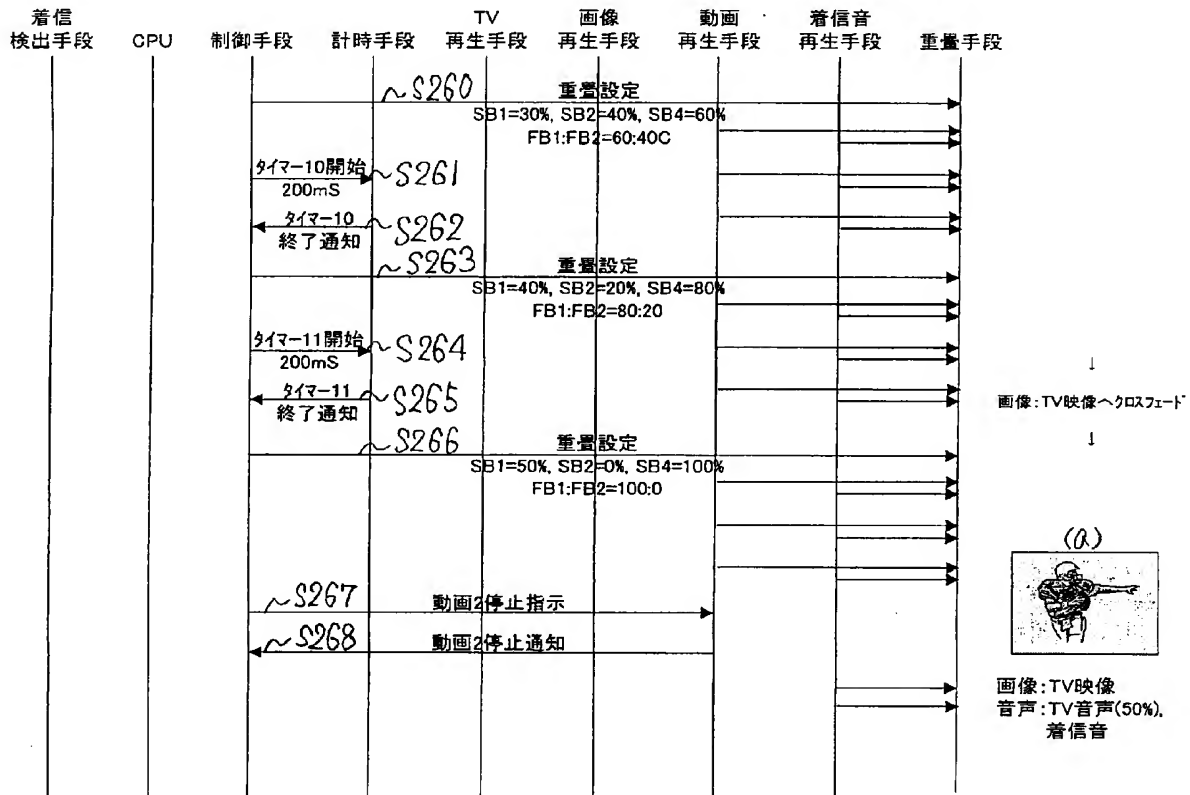 着信
検出手段
CPU
制御手段
計時手段
TV
再生手段
画像
再生手段
動画
再生手段
着信音
再生手段
重畳手段
~S260
重畳設定
SB1=30%, SB2=40%, SB4=60%
FB1:FB2=60:40C
タイマー10開始
200mS
~S261
タイマー10
終了通知
~S262
~S263
重畳設定
SB1=40%, SB2=20%, SB4=80%
FB1:FB2=80:20
タイマー11開始
200mS
~S264
↓
タイマー11
終了通知
~S265
画像:TV映像へクロスフェード
↓
~S266
重畳設定
SB1=50%, SB2=0%, SB4=100%
FB1:FB2=100:0
(a)
~S267
動画2停止指示
~S268
動画2停止通知
画像:TV映像
音声:TV音声(50%),
着信音